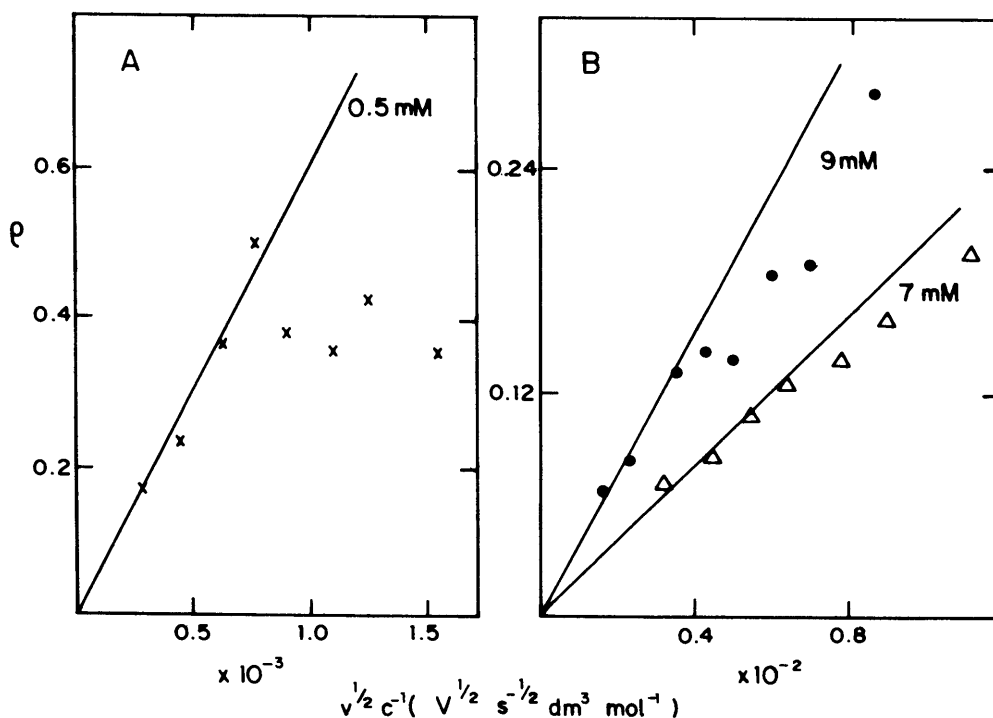 A
0.5 mM
0.6
0.4
0.2
ρ
0.5
1.0
1.5
x 10⁻³
B
9 mM
7 mM
0.24
0.12
0.4
0.8
x10⁻²
v^½ c⁻¹ ( V^½ s^-½ dm³ mol⁻¹ )